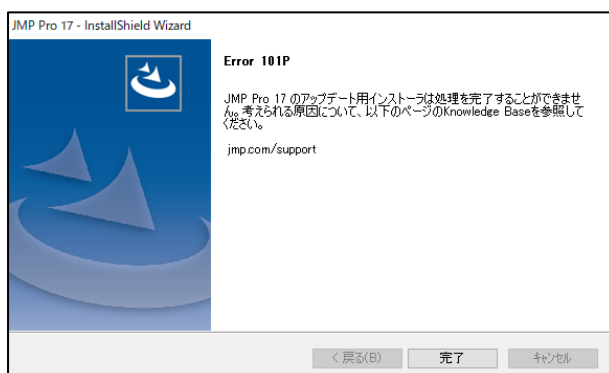 JMP Pro 17 - InstallShield Wizard
Error 101P
JMP Pro 17 のアップデート用インストーラは処理を完了することができませ
ん。考えられる原因について、以下のページのKnowledge Baseを参照して
ください。
jmp.com/support
< 戻る(B)
完了
キャンセル